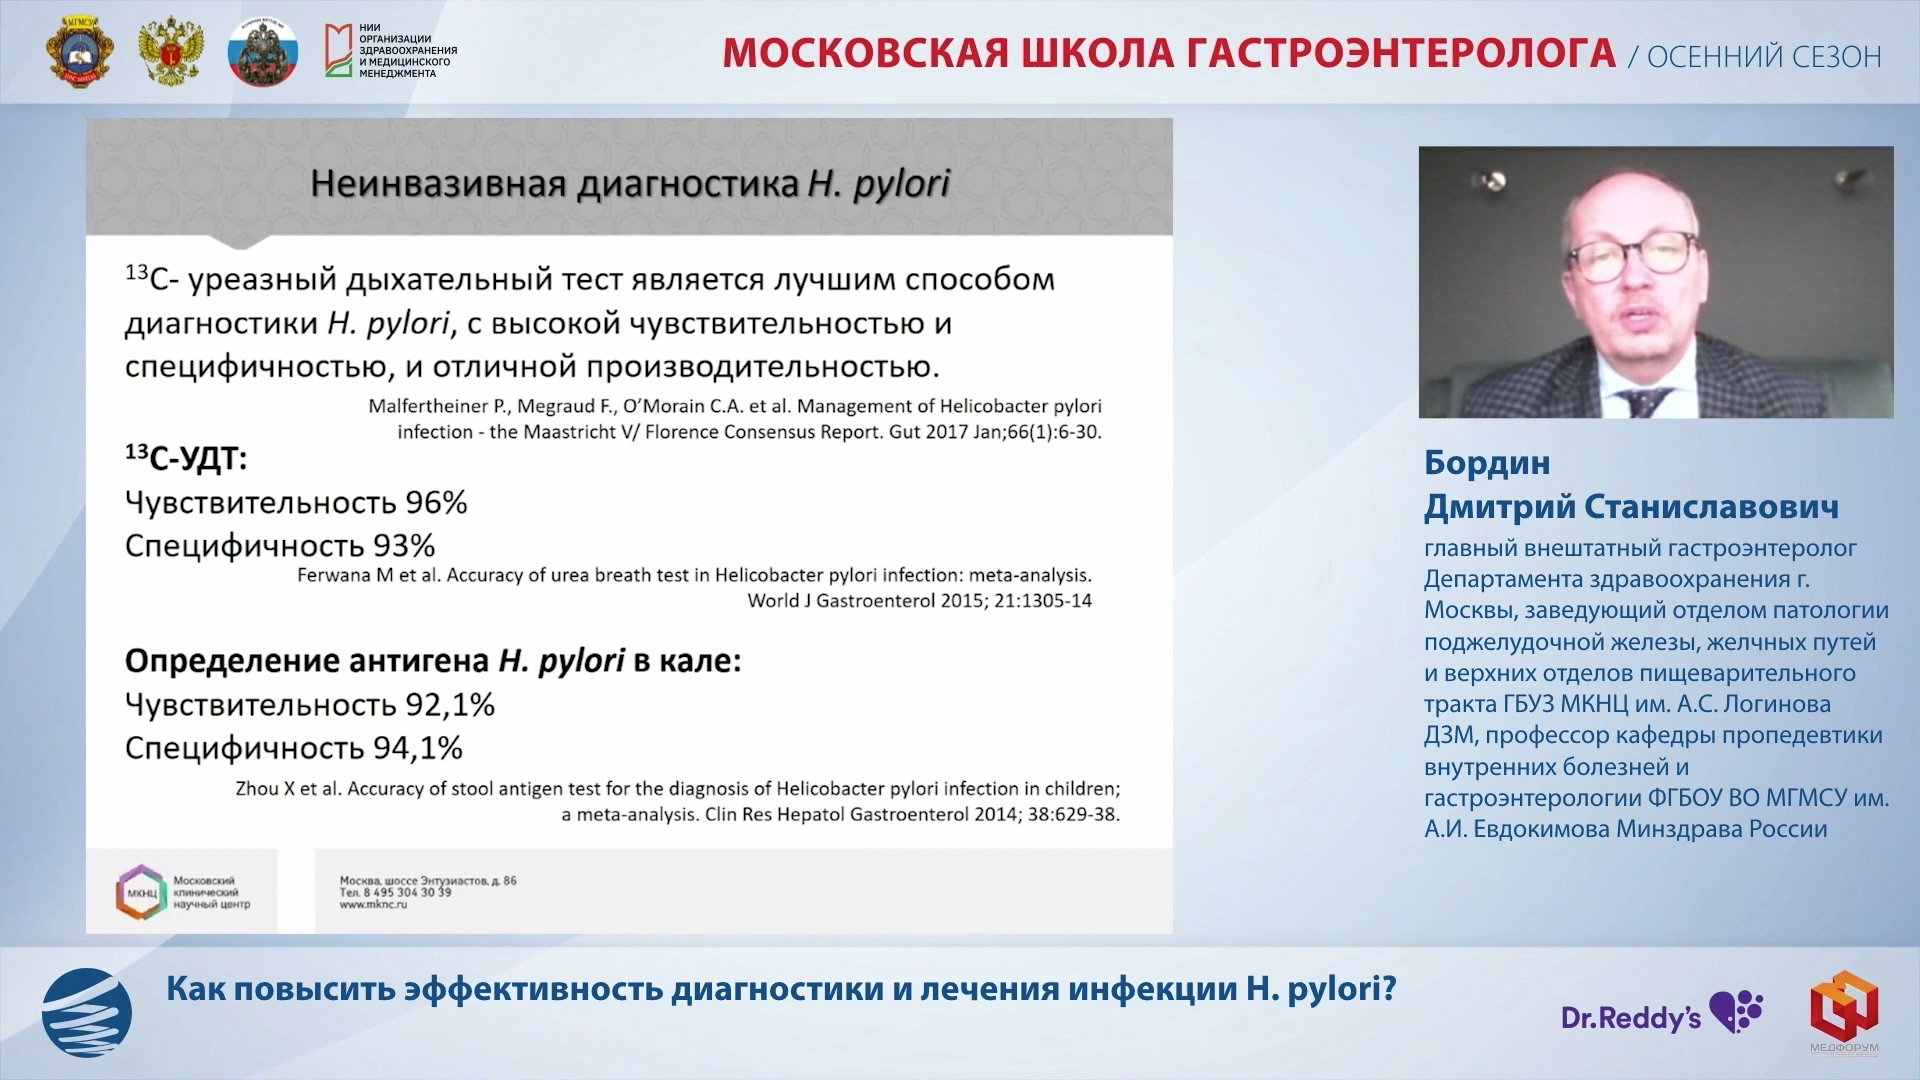 МГМСУ
НИИ
ОРГАНИЗАЦИИ
ЗДРАВООХРАНЕНИЯ
И МЕДИЦИНСКОГО
МЕНЕДЖМЕНТА
МОСКОВСКАЯ ШКОЛА ГАСТРОЭНТЕРОЛОГА / ОСЕННИЙ СЕЗОН
Неинвазивная диагностика H. pylori
¹³С- уреазный дыхательный тест является лучшим способом
диагностики H. pylori, с высокой чувствительностью и
специфичностью, и отличной производительностью.
Malfertheiner P., Megraud F., O’Morain C.A. et al. Management of Helicobacter pylori
infection - the Maastricht V/ Florence Consensus Report. Gut 2017 Jan;66(1):6-30.
¹³С-УДТ:
Чувствительность 96%
Специфичность 93%
Ferwana M et al. Accuracy of urea breath test in Helicobacter pylori infection: meta-analysis.
World J Gastroenterol 2015; 21:1305-14
Определение антигена H. pylori в кале:
Чувствительность 92,1%
Специфичность 94,1%
Zhou X et al. Accuracy of stool antigen test for the diagnosis of Helicobacter pylori infection in children;
a meta-analysis. Clin Res Hepatol Gastroenterol 2014; 38:629-38.
МКНЦ
Московский
клинический
научный центр
Москва, шоссе Энтузиастов, д. 86
Тел. 8 495 304 30 39
www.mknc.ru
Бордин
Дмитрий Станиславович
главный внештатный гастроэнтеролог
Департамента здравоохранения г.
Москвы, заведующий отделом патологии
поджелудочной железы, желчных путей
и верхних отделов пищеварительного
тракта ГБУЗ МКНЦ им. А.С. Логинова
ДЗМ, профессор кафедры пропедевтики
внутренних болезней и
гастроэнтерологии ФГБОУ ВО МГМСУ им.
А.И. Евдокимова Минздрава России
Как повысить эффективность диагностики и лечения инфекции H. pylori?
Dr.Reddy’s
МЕДФОРУМ